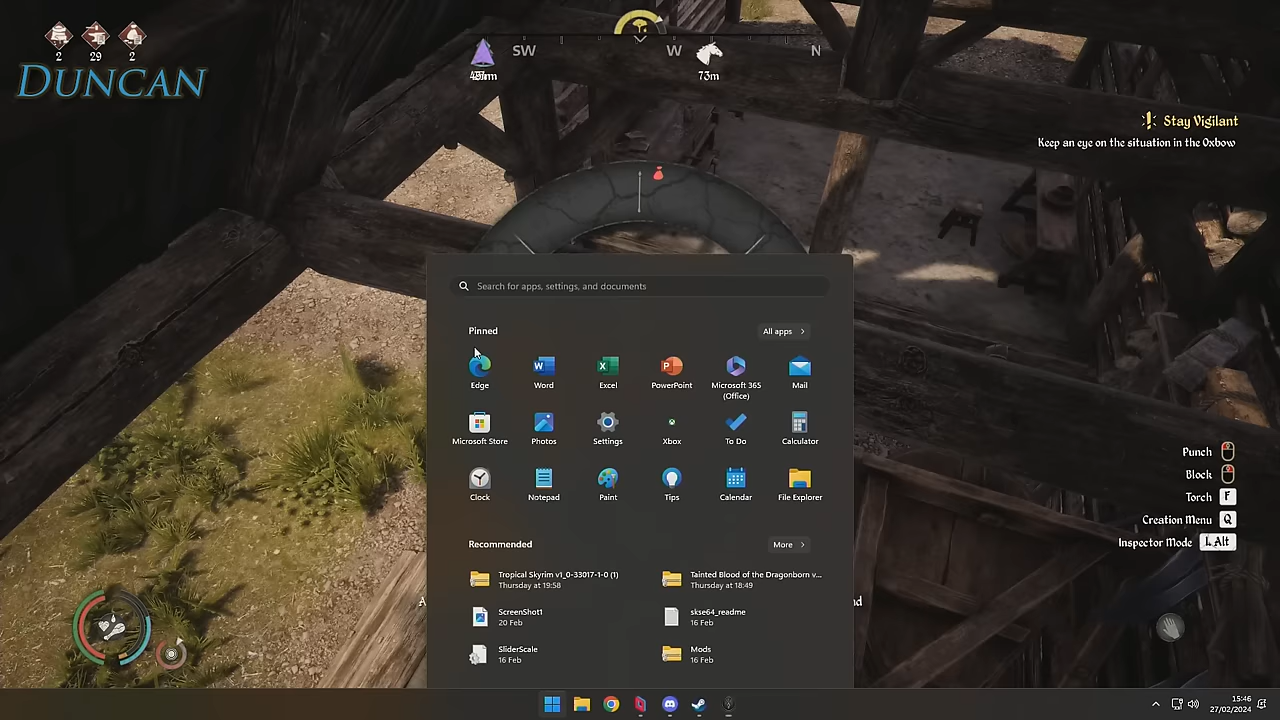 2 29 2
DUNCAN
SW W N
73m
Stay Vigilant
Keep an eye on the situation in the Oxbow
Search for apps, settings, and documents
Pinned
All apps
Edge
Word
Excel
PowerPoint
Microsoft 365
(Office)
Mail
Microsoft Store
Photos
Settings
Xbox
To Do
Calculator
Clock
Notepad
Paint
Tips
Calendar
File Explorer
Recommended
More
Tropical Skyrim v1_0-33017-1-0 (1)
Thursday at 19:58
Tainted Blood of the Dragonborn v...
Thursday at 18:49
ScreenShot1
20 Feb
skse64_readme
16 Feb
SliderScale
16 Feb
Mods
16 Feb
Punch
Block
Torch F
Creation Menu Q
Inspector Mode L Alt
15:46
27/02/2024